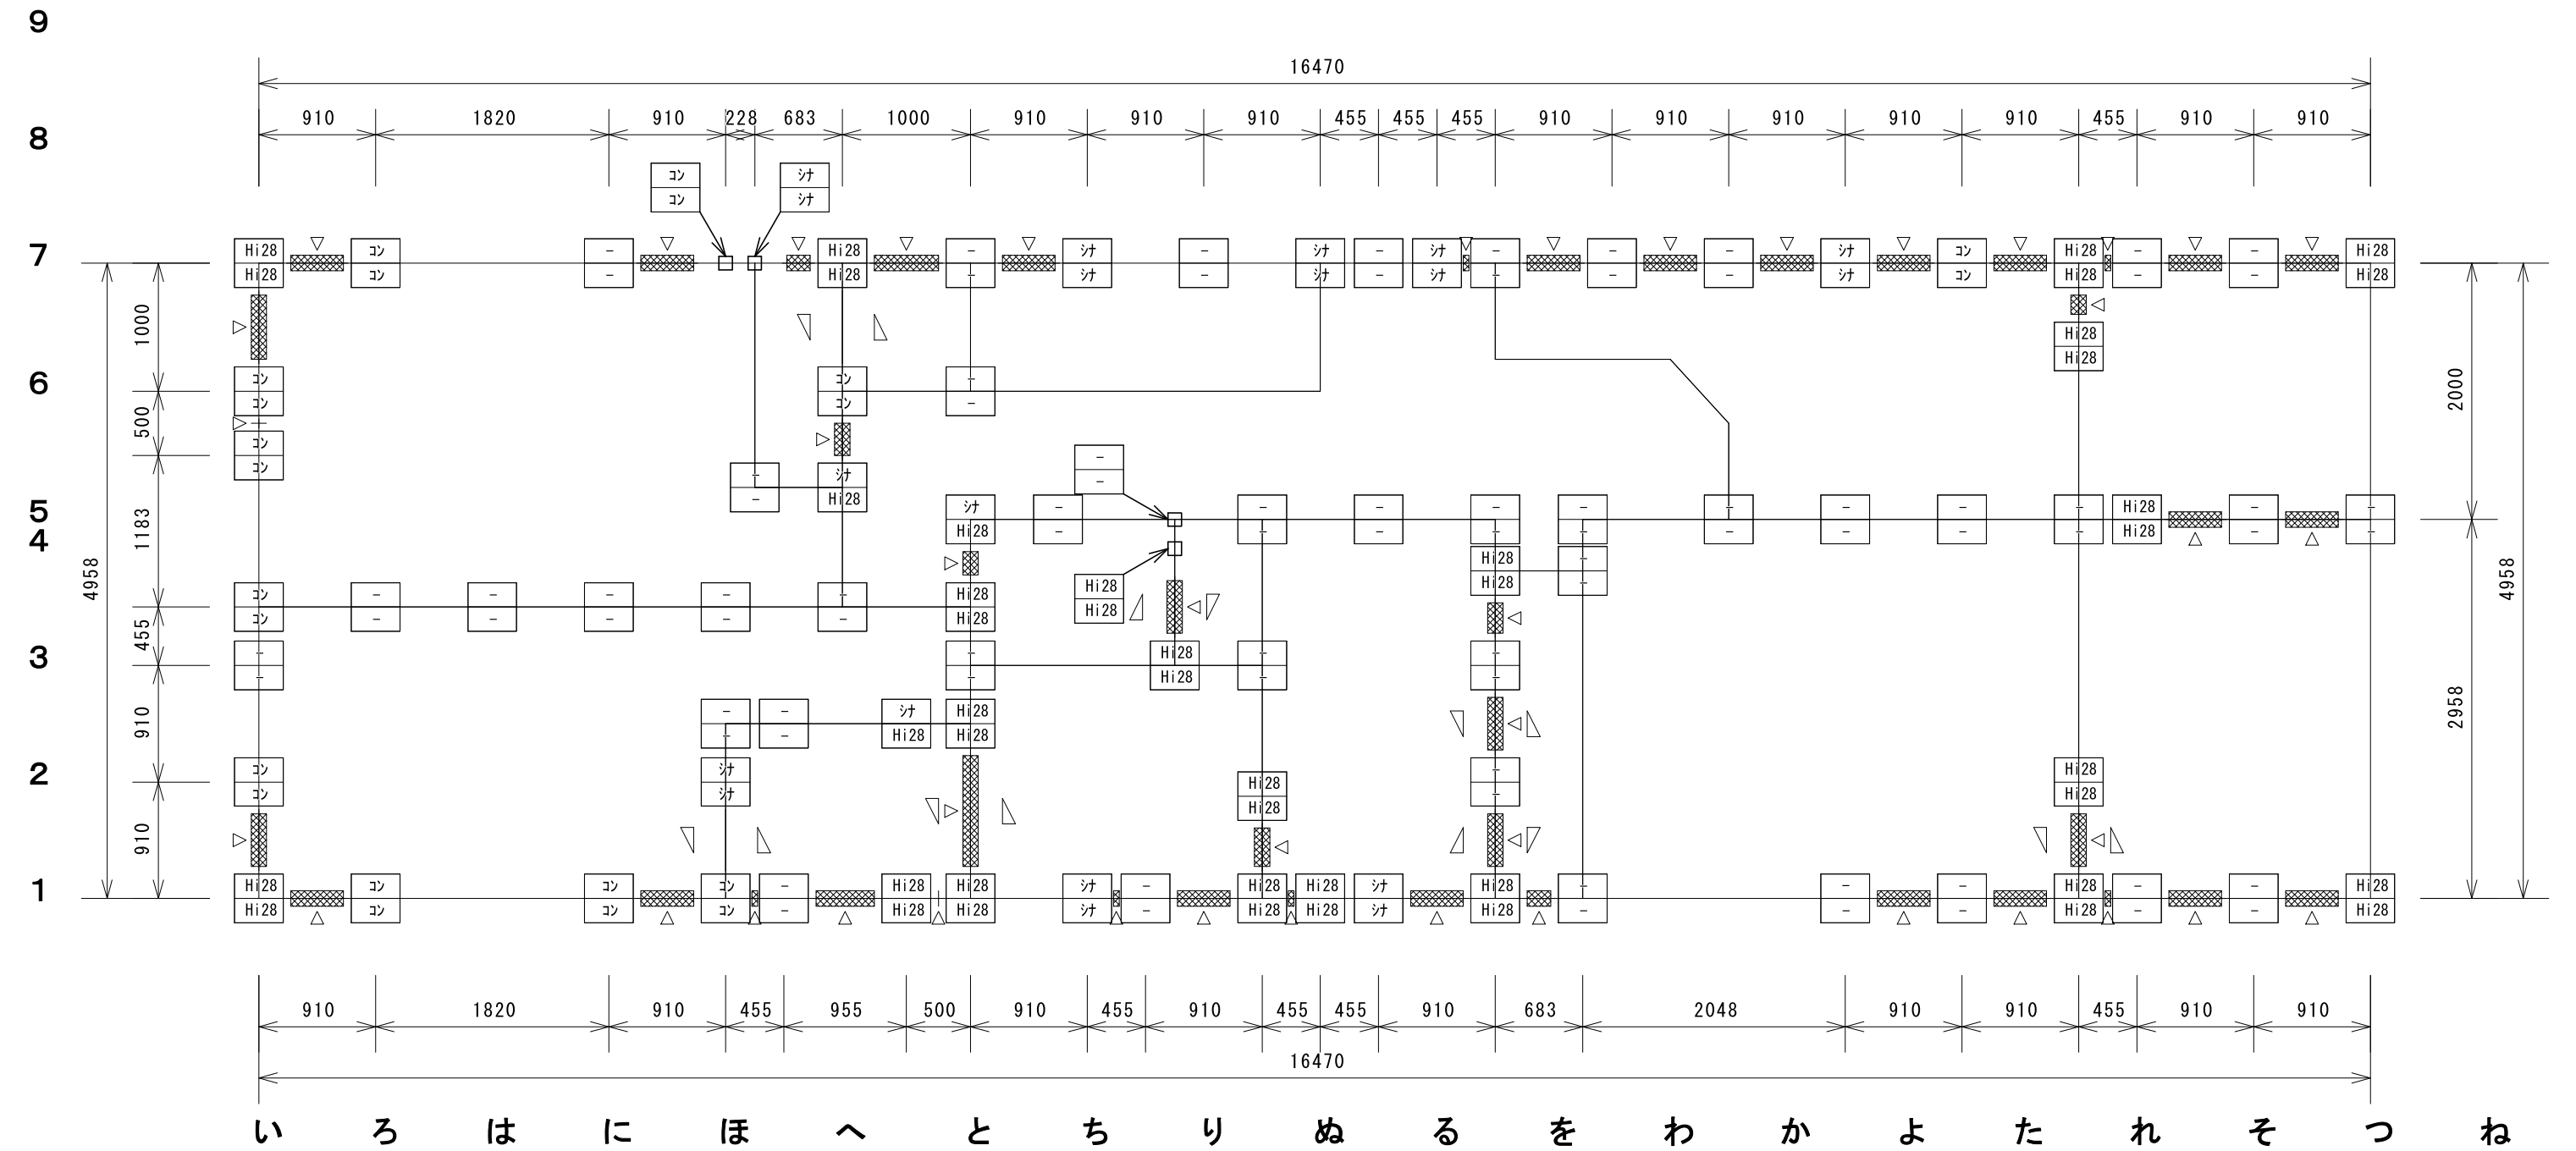 9
16470
8
910 1820 910 228 683 1000 910 910 910 455 455 455 910 910 910 910 910 455 910 910
コン シナ
コン シナ
7
Hi28 コン － Hi28 － シナ － シナ － シナ － － － シナ コン Hi28 － － Hi28
Hi28 コン － Hi28 － シナ － シナ － シナ － － － シナ コン Hi28 － － Hi28
1000
Hi28
Hi28
6
コン コン －
コン コン －
2000
500
コン
コン
－ シナ
－ Hi28
－
－
5
シナ － － － － － － － － － Hi28 － －
Hi28 － － － － － － － － － Hi28 － －
4
1183
Hi28 －
Hi28 －
Hi28
Hi28
4958
4958
コン － － － － － Hi28
コン － － － － － Hi28
455
3
－ － Hi28 － －
－ － Hi28 － －
910
－ － シナ Hi28
－ － Hi28 Hi28
2958
2
コン シナ Hi28 － Hi28
コン シナ Hi28 － Hi28
910
1
Hi28 コン コン コン － Hi28 Hi28 シナ － Hi28 Hi28 シナ Hi28 － － － Hi28 － － Hi28
Hi28 コン コン コン － Hi28 Hi28 シナ － Hi28 Hi28 シナ Hi28 － － － Hi28 － － Hi28
910 1820 910 455 955 500 910 455 910 455 455 910 683 2048 910 910 455 910 910
16470
い ろ は に ほ へ と ち り ぬ る を わ か よ た れ そ つ ね